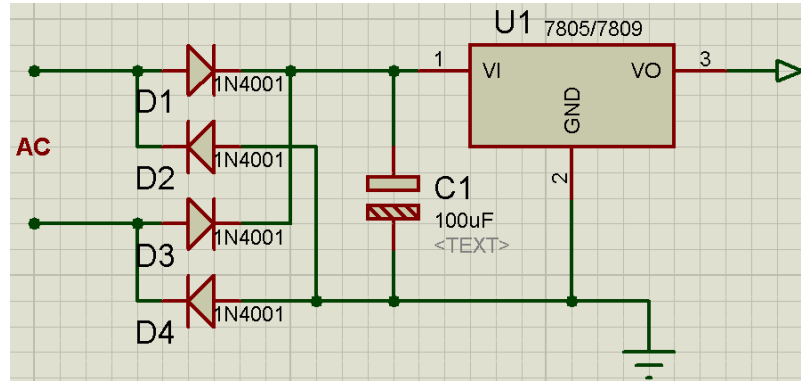 U1 7805/7809
1 VI VO 3
GND
2
D1 1N4001
AC
D2 1N4001
C1
100uF
<TEXT>
D3 1N4001
D4 1N4001